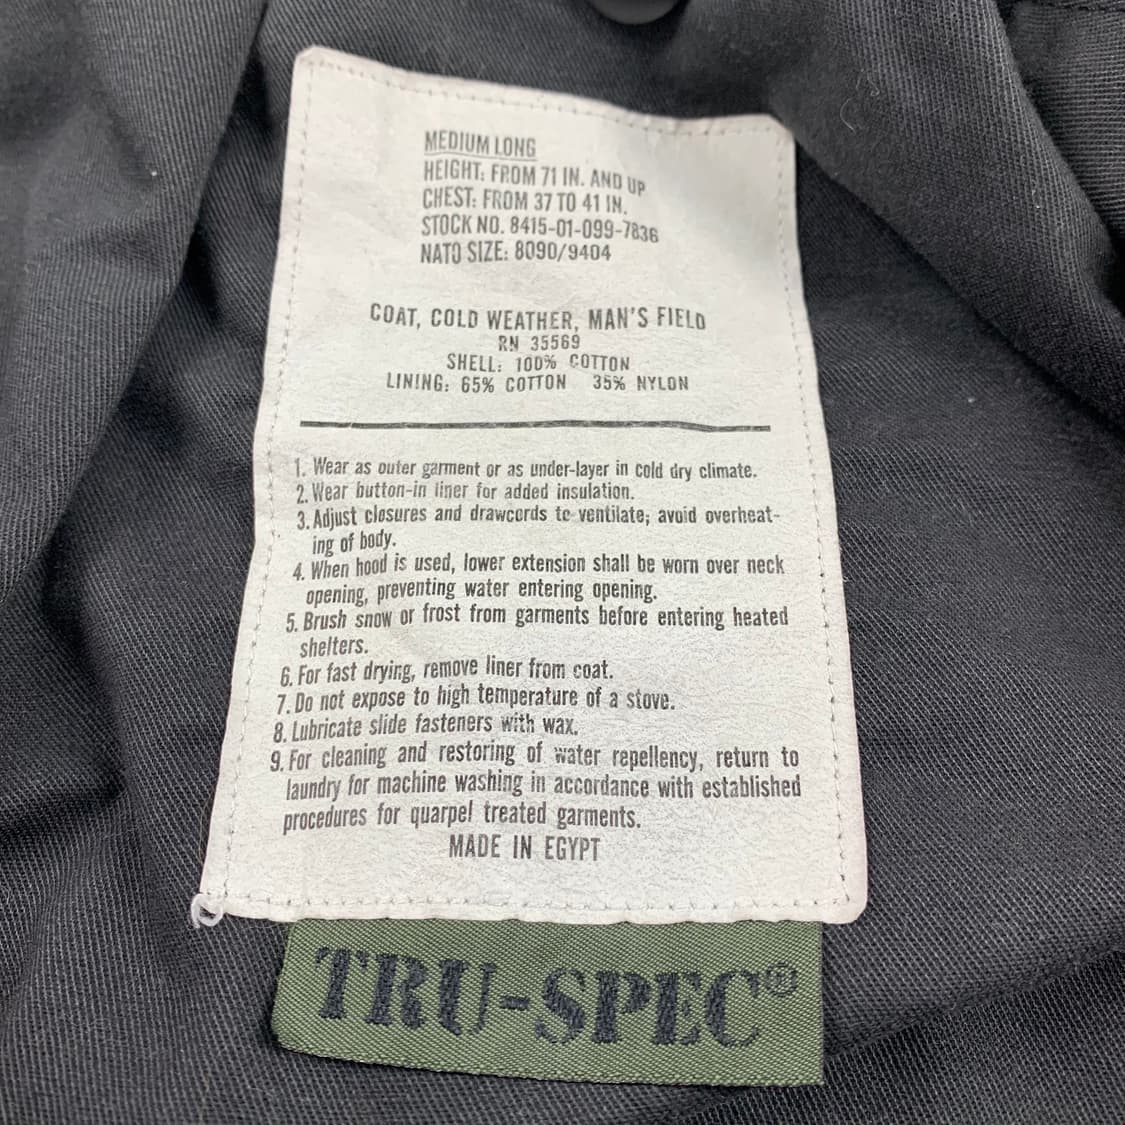 MEDIUM LONG
HEIGHT: FROM 71 IN. AND UP
CHEST: FROM 37 TO 41 IN.
STOCK NO. 8415-01-099-7836
NATO SIZE: 8090/9404
COAT, COLD WEATHER, MAN'S FIELD
RN 35569
SHELL: 100% COTTON
LINING: 65% COTTON 35% NYLON
1. Wear as outer garment or as under-layer in cold dry climate.
2. Wear button-in liner for added insulation.
3. Adjust closures and drawcords to ventilate; avoid overheat-
ing of body.
4. When hood is used, lower extension shall be worn over neck
opening, preventing water entering opening.
5. Brush snow or frost from garments before entering heated
shelters.
6. For fast drying, remove liner from coat.
7. Do not expose to high temperature of a stove.
8. Lubricate slide fasteners with wax.
9. For cleaning and restoring of water repellency, return to
laundry for machine washing in accordance with established
procedures for quarpel treated garments.
MADE IN EGYPT
TRU-SPEC®